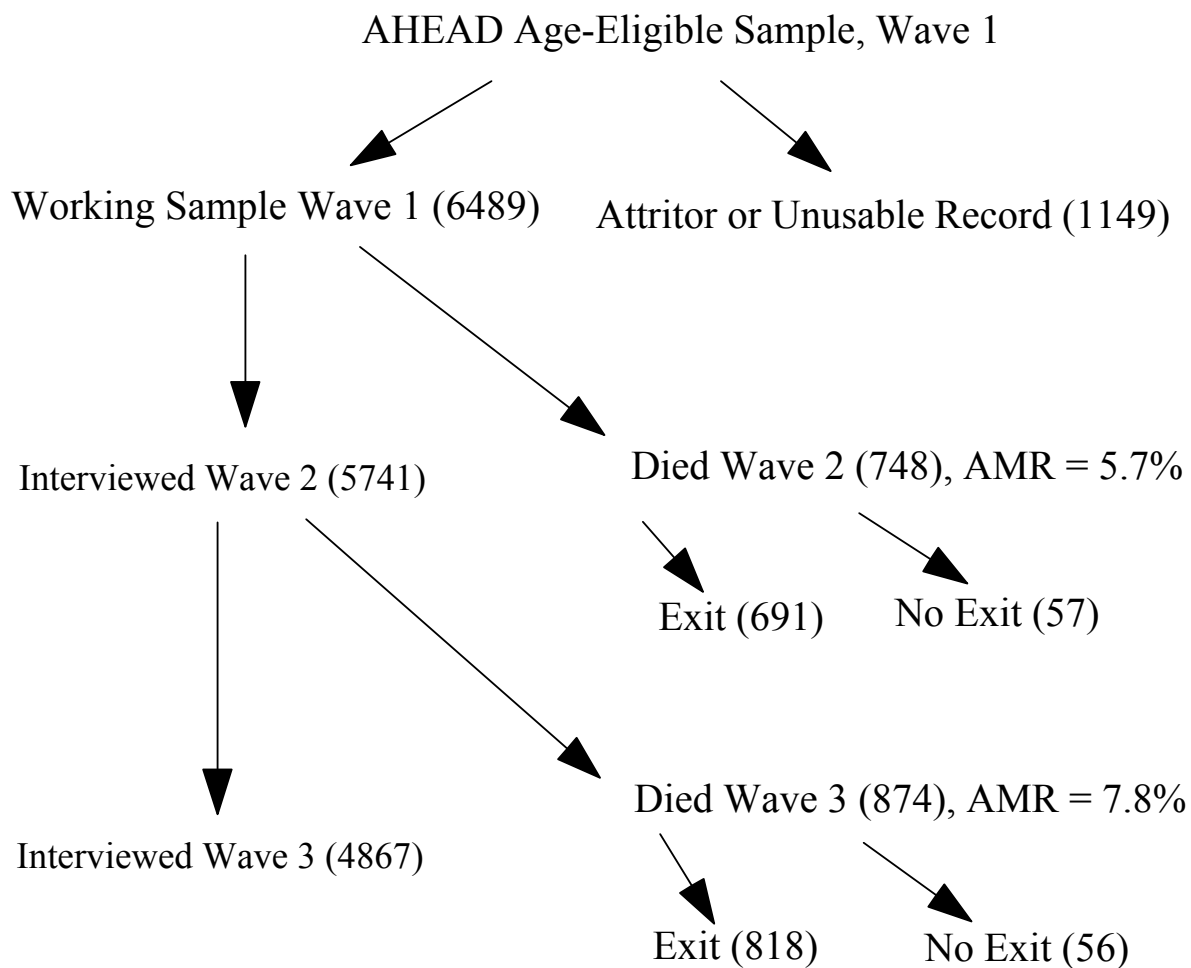 AHEAD Age-Eligible Sample, Wave 1
Working Sample Wave 1 (6489)
Attritor or Unusable Record (1149)
Interviewed Wave 2 (5741)
Died Wave 2 (748), AMR = 5.7%
Exit (691)
No Exit (57)
Interviewed Wave 3 (4867)
Died Wave 3 (874), AMR = 7.8%
Exit (818)
No Exit (56)